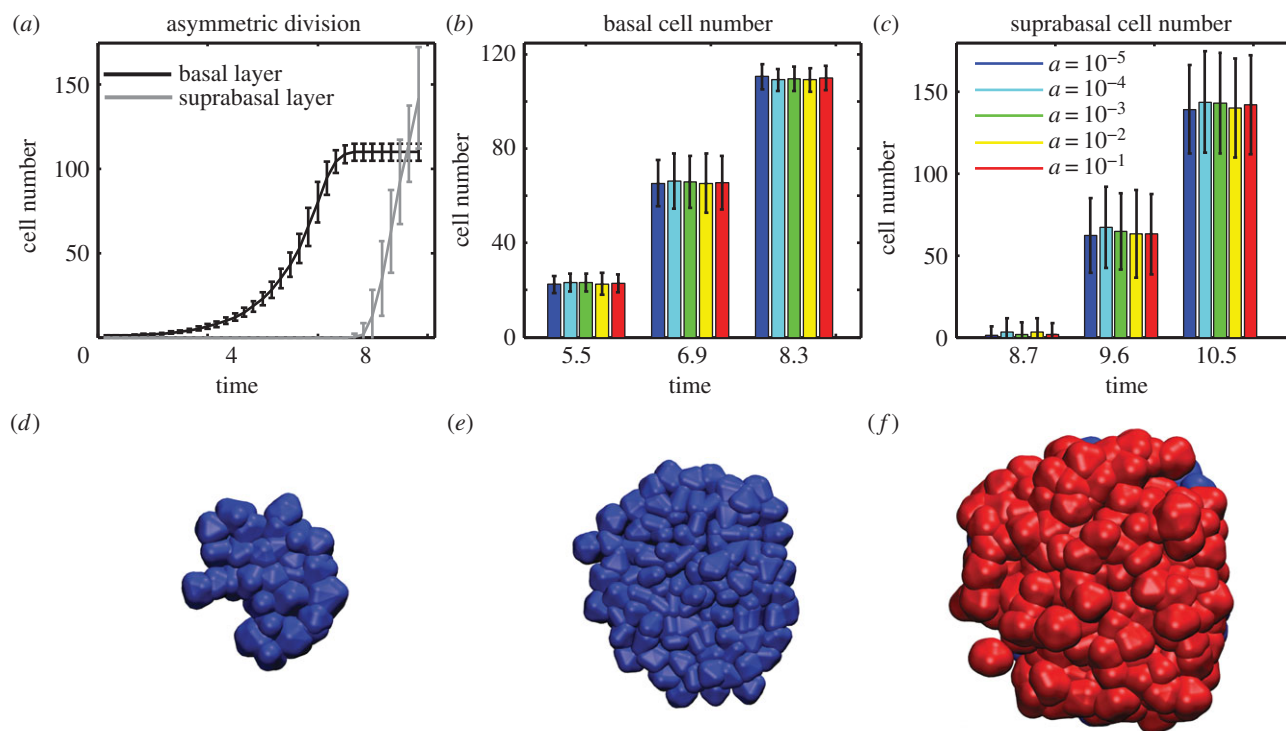 (a) asymmetric division
basal layer
suprabasal layer
cell number
150
100
50
0 4 8
time
(b) basal cell number
cell number
120
80
40
0
5.5 6.9 8.3
time
(c) suprabasal cell number
a = 10⁻⁵
a = 10⁻⁴
a = 10⁻³
a = 10⁻²
a = 10⁻¹
cell number
150
100
50
0
8.7 9.6 10.5
time
(d) (e) (f)